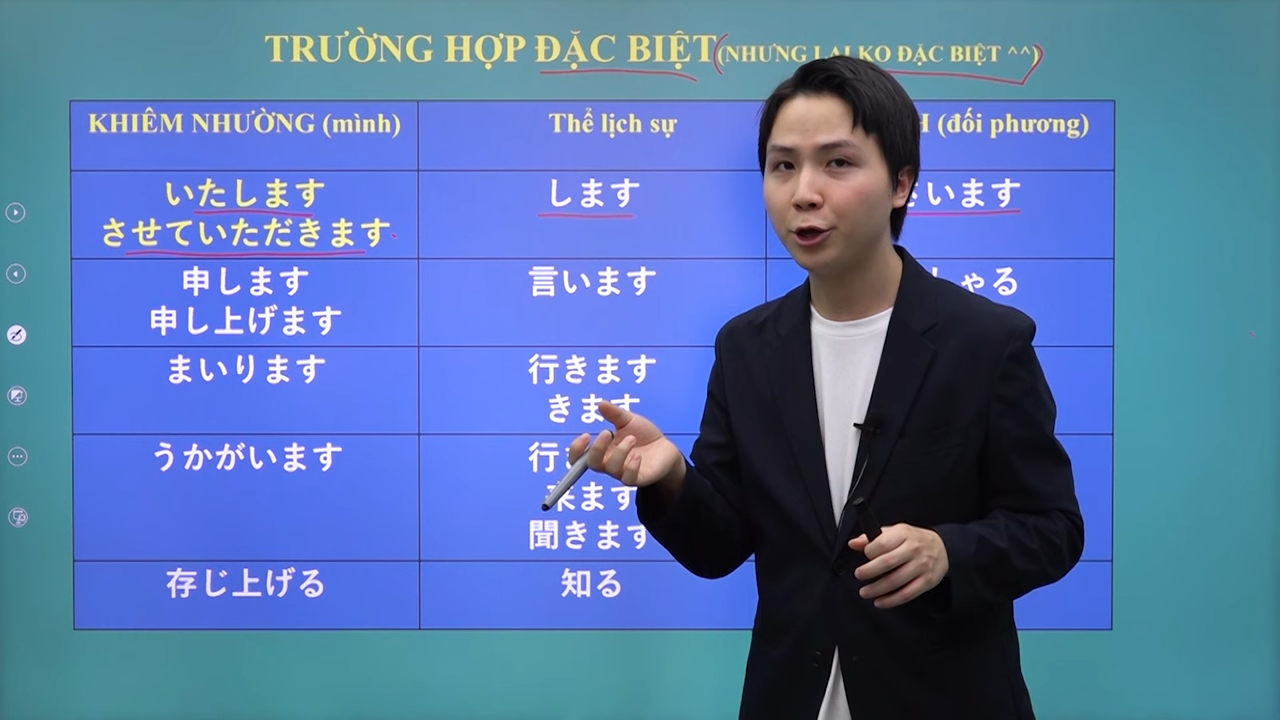 TRƯỜNG HỢP ĐẶC BIỆT (NHƯNG LẠI KO ĐẶC BIỆT ^^)
KHIÊM NHƯỜNG (mình)
Thể lịch sự
(đối phương)
いたします
させていただきます
します
います
申します
申し上げます
言います
ゃる
まいります
行きます
きます
うかがいます
来ます
聞きます
存じ上げる
知る